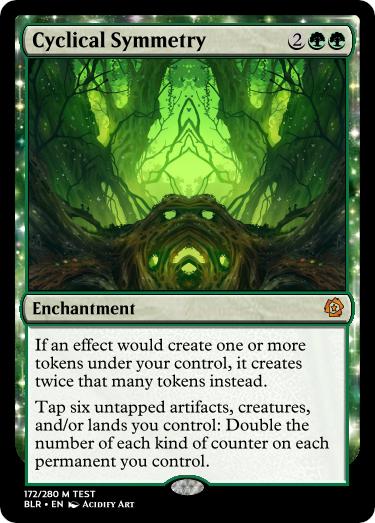 Cyclical Symmetry 2
Enchantment
If an effect would create one or more
tokens under your control, it creates
twice that many tokens instead.
Tap six untapped artifacts, creatures,
and/or lands you control: Double the
number of each kind of counter on each
permanent you control.
172/280 M TEST
BLR • EN Acidify Art